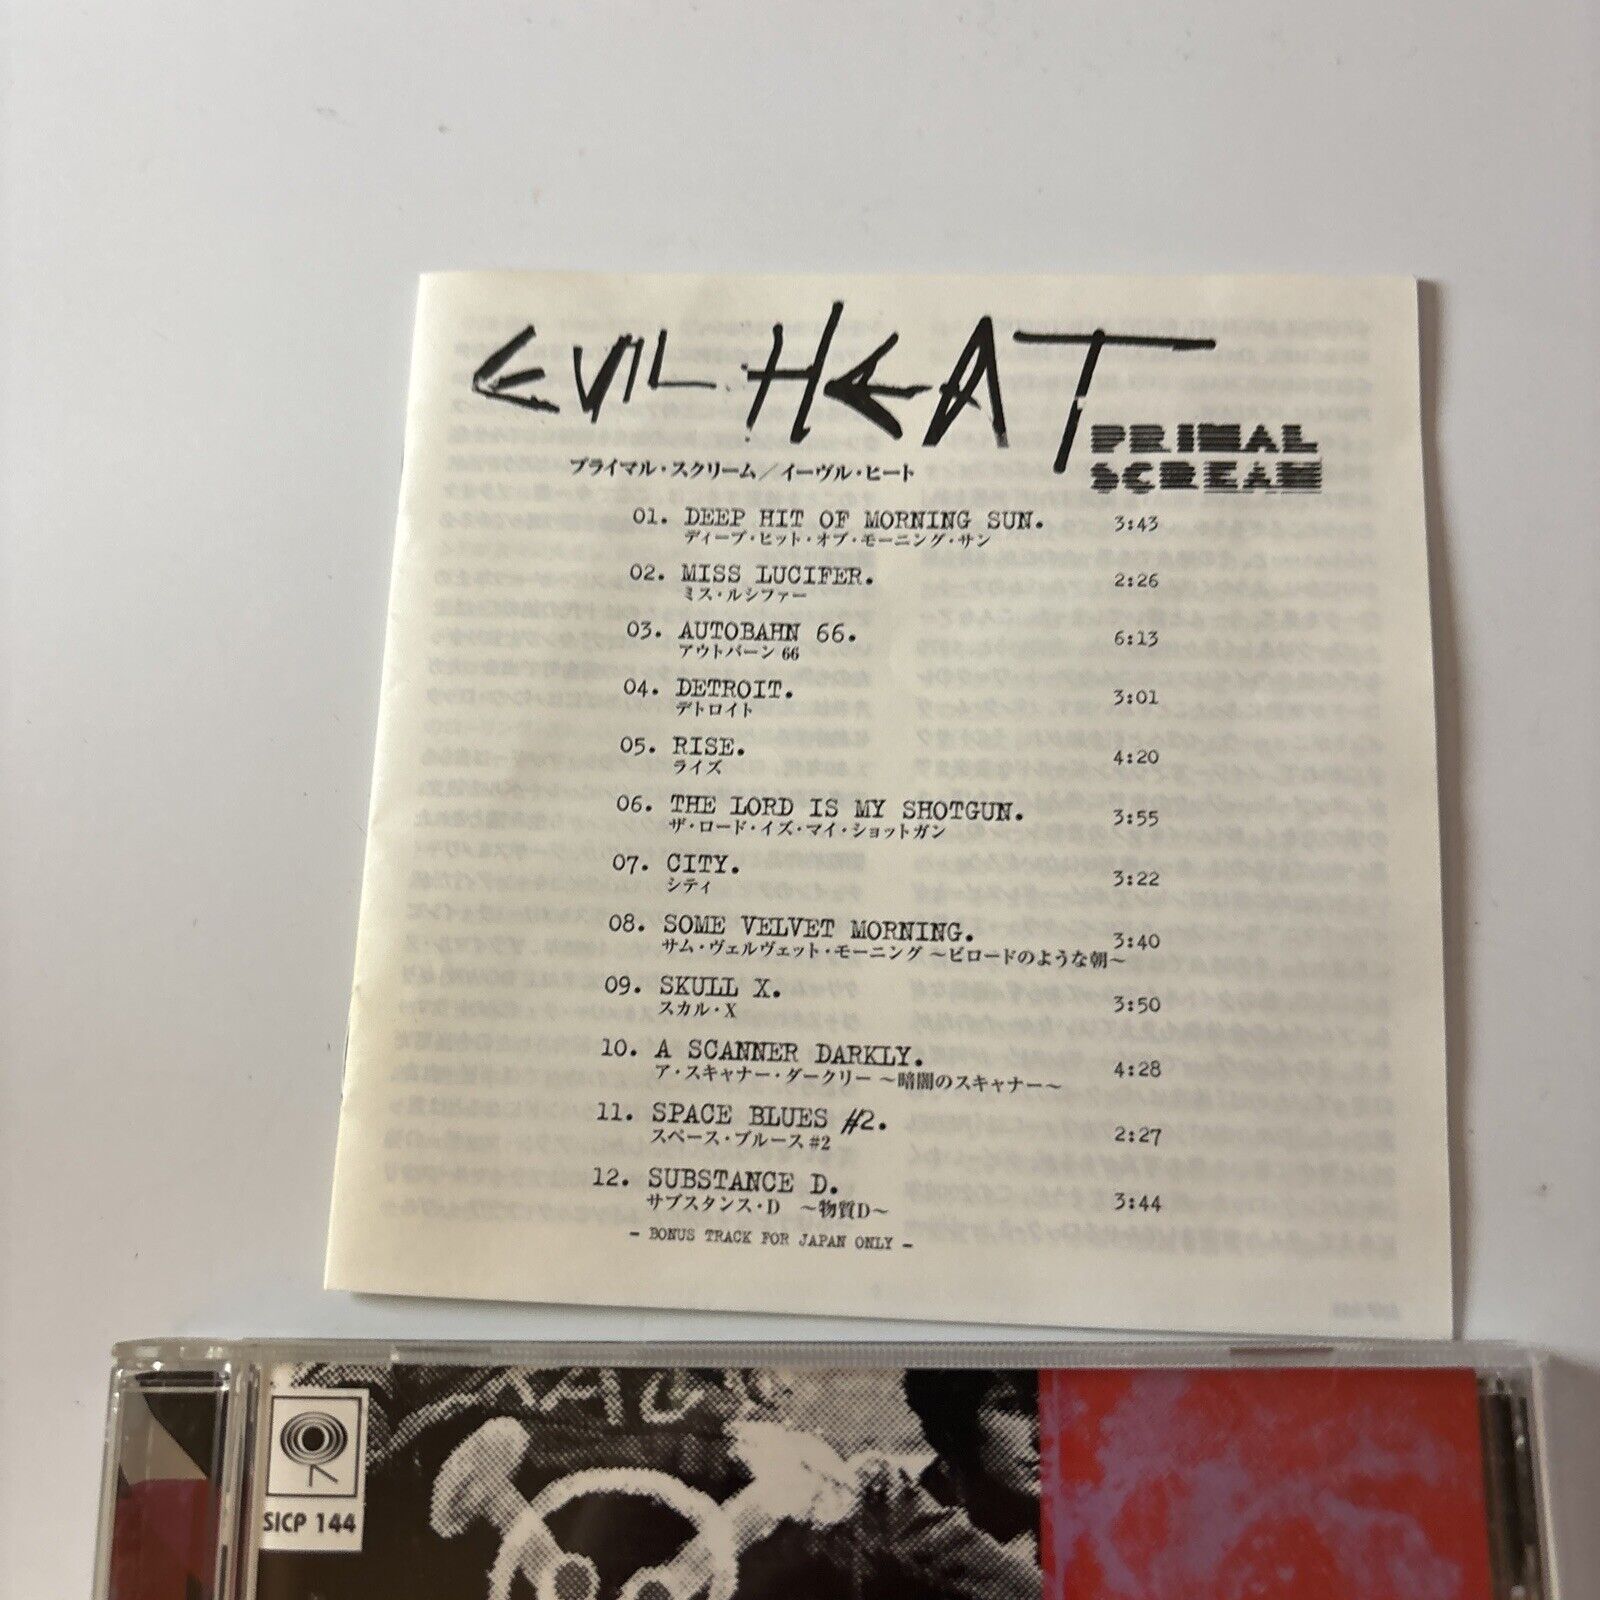 EVIL HEAT
PRIMAL
SCREAM
プライマル・スクリーム／イーヴル・ヒート
01. DEEP HIT OF MORNING SUN. 3:43
ディープ・ヒット・オブ・モーニング・サン
02. MISS LUCIFER. 2:26
ミス・ルシファー
03. AUTOBAHN 66. 6:13
アウトバーン 66
04. DETROIT. 3:01
デトロイト
05. RISE. 4:20
ライズ
06. THE LORD IS MY SHOTGUN. 3:55
ザ・ロード・イズ・マイ・ショットガン
07. CITY. 3:22
シティ
08. SOME VELVET MORNING. 3:40
サム・ヴェルヴェット・モーニング ～ビロードのような朝～
09. SKULL X. 3:50
スカル・X
10. A SCANNER DARKLY. 4:28
ア・スキャナー・ダークリー ～暗闇のスキャナー～
11. SPACE BLUES #2. 2:27
スペース・ブルース #2
12. SUBSTANCE D. 3:44
サブスタンス・D ～物質D～
- BONUS TRACK FOR JAPAN ONLY -
SICP 144